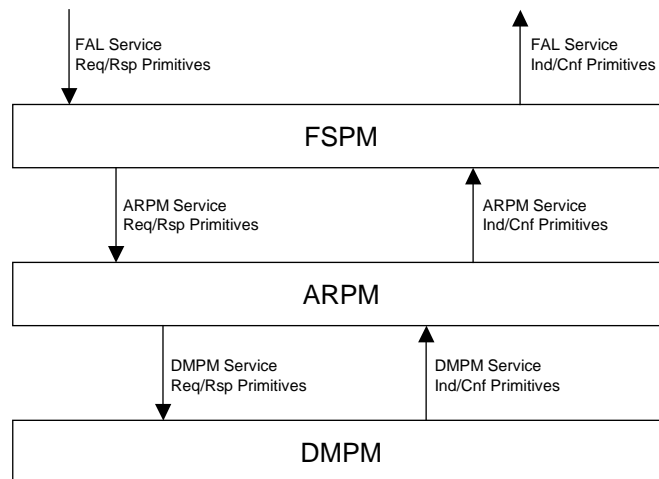 FAL Service
Req/Rsp Primitives
FAL Service
Ind/Cnf Primitives
FSPM
ARPM Service
Req/Rsp Primitives
ARPM Service
Ind/Cnf Primitives
ARPM
DMPM Service
Req/Rsp Primitives
DMPM Service
Ind/Cnf Primitives
DMPM